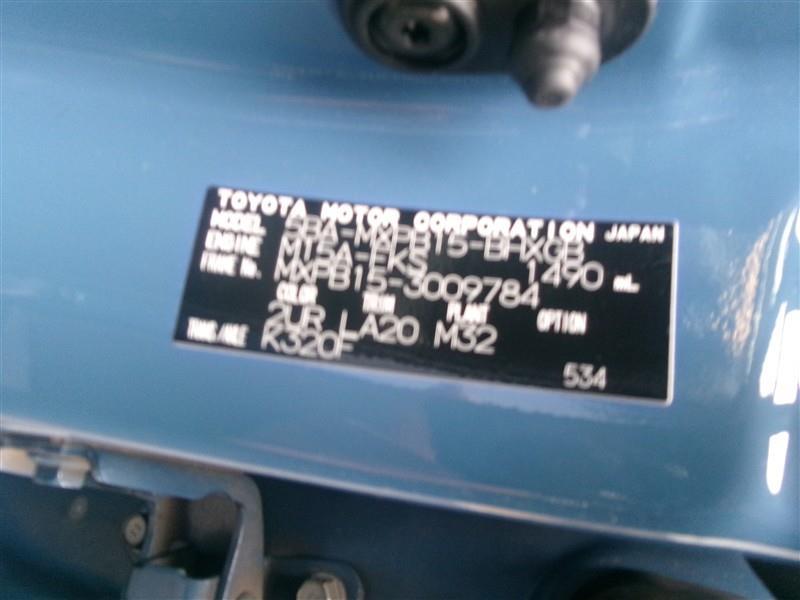 TOYOTA MOTOR CORPORATION JAPAN
MODEL 5BA-MXPB15-BHXGB
ENGINE M15A-FKS 1490 mL
FRAME No. MXPB15-3009784
COLOR TRIM PLANT OPTION
2UR LA20 M32
TRANS/AXLE K320F
534